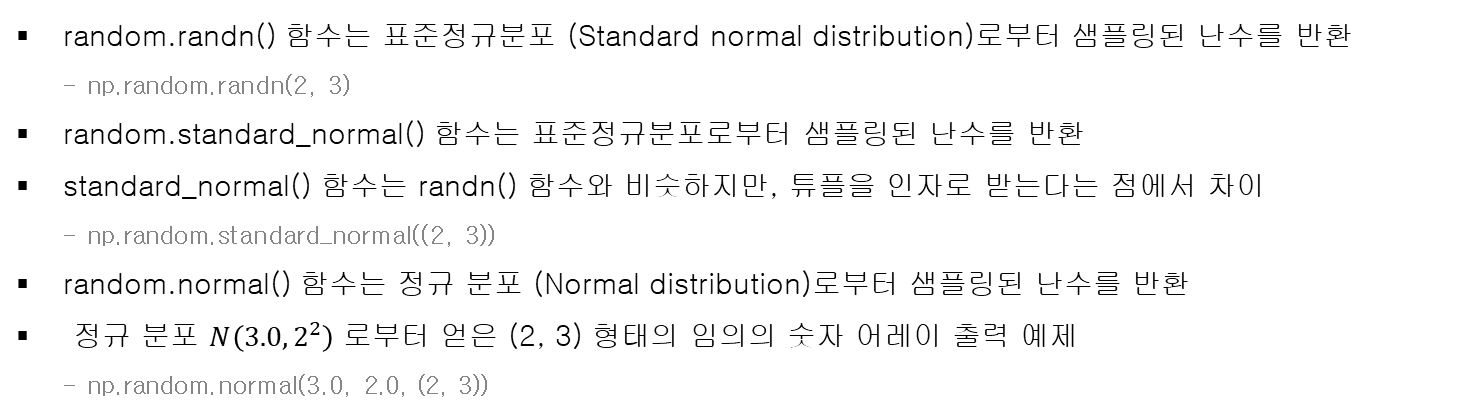 ▪ random.randn() 함수는 표준정규분포 (Standard normal distribution)로부터 샘플링된 난수를 반환
– np.random.randn(2, 3)
▪ random.standard_normal() 함수는 표준정규분포로부터 샘플링된 난수를 반환
▪ standard_normal() 함수는 randn() 함수와 비슷하지만, 튜플을 인자로 받는다는 점에서 차이
– np.random.standard_normal((2, 3))
▪ random.normal() 함수는 정규 분포 (Normal distribution)로부터 샘플링된 난수를 반환
▪ 정규 분포 N(3.0, 2²) 로부터 얻은 (2, 3) 형태의 임의의 숫자 어레이 출력 예제
– np.random.normal(3.0, 2.0, (2, 3))